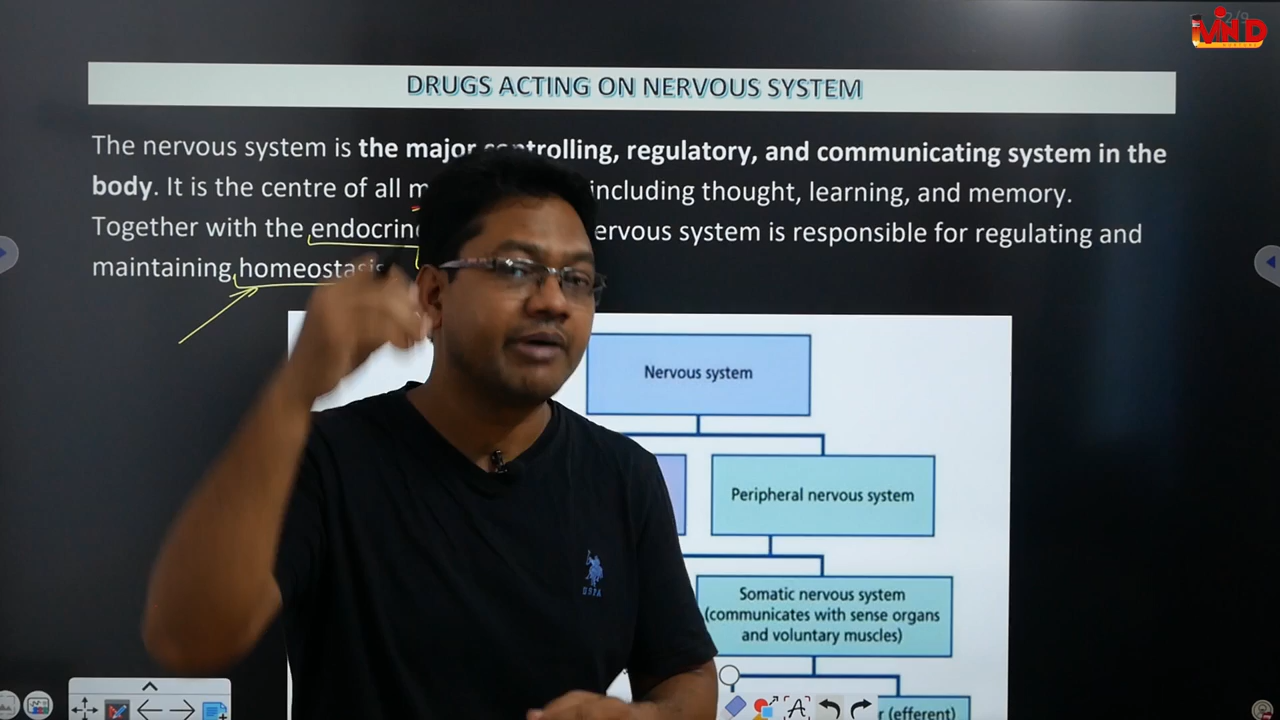 iMIND
DRUGS ACTING ON NERVOUS SYSTEM
The nervous system is the major controlling, regulatory, and communicating system in the
body. It is the centre of all including thought, learning, and memory.
Together with the endocrine ervous system is responsible for regulating and
maintaining homeostasis
Nervous system
Peripheral nervous system
Somatic nervous system
(communicates with sense organs
and voluntary muscles)
(efferent)
USPA